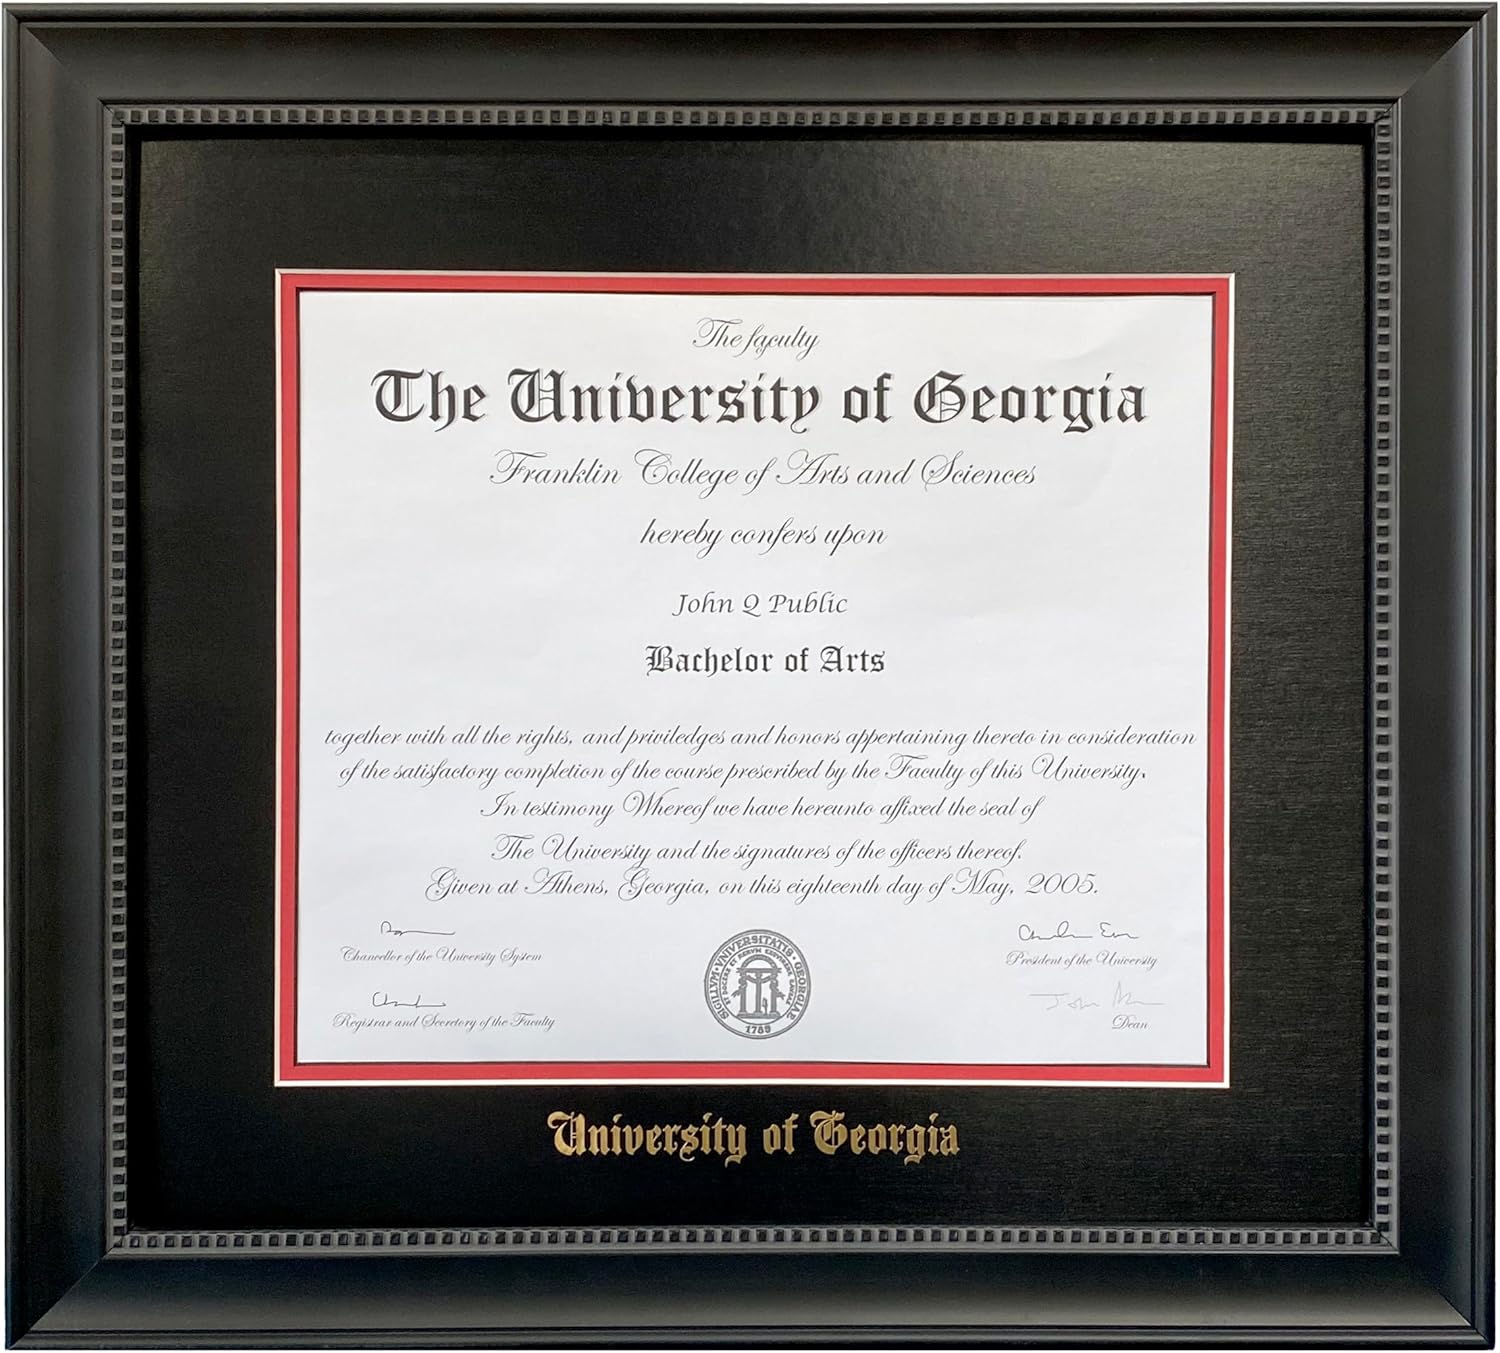 The faculty
of
The University of Georgia
Franklin College of Arts and Sciences
hereby confers upon
John Q Public
Bachelor of Arts
together with all the rights, and priviledges and honors appertaining thereto in consideration
of the satisfactory completion of the course prescribed by the Faculty of this University.
In testimony Whereof we have hereunto affixed the seal of
The University and the signatures of the officers thereof.
Given at Athens, Georgia, on this eighteenth day of May, 2005.
Chancellor of the University System
President of the University
Registrar and Secretary of the Faculty
Dean
SIGILLVM·VNIVERSITATIS·GEORGIAE
1785
University of Georgia